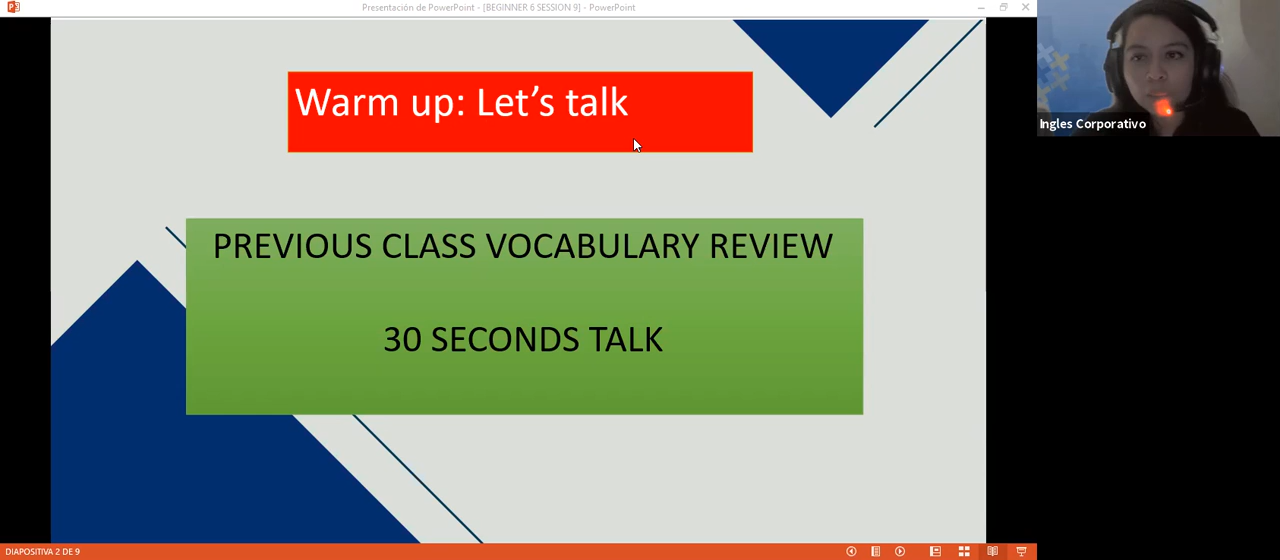 Presentación de PowerPoint - [BEGINNER 6 SESSION 9] - PowerPoint
Warm up: Let’s talk
Ingles Corporativo
PREVIOUS CLASS VOCABULARY REVIEW
30 SECONDS TALK
DIAPOSITIVA 2 DE 9